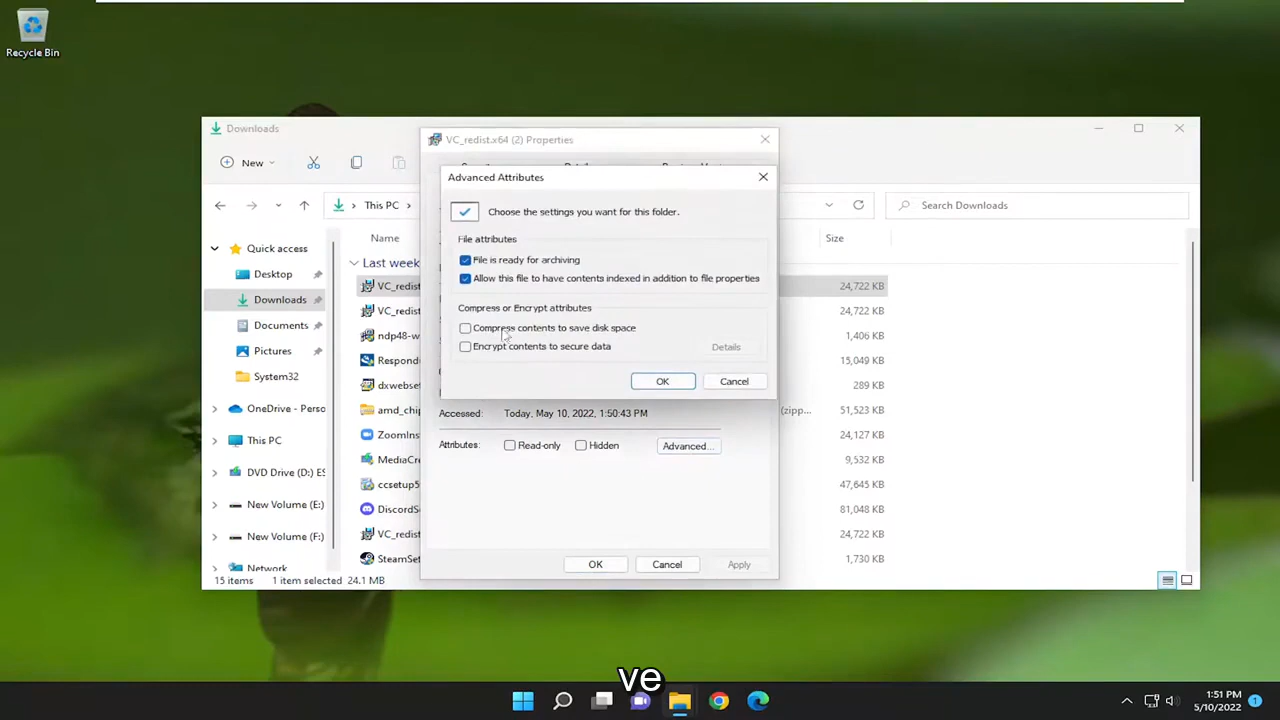 Recycle Bin
Downloads
New
This PC
Search Downloads
Quick access
Desktop
Downloads
Documents
Pictures
System32
OneDrive - Perso
This PC
DVD Drive (D:) ES
New Volume (E:)
New Volume (F:)
Network
Name
Size
Last week
VC_redist
24,722 KB
VC_redist
24,722 KB
ndp48-w
1,406 KB
Respondu
15,049 KB
dxwebset
289 KB
amd_chip
(zipp...
51,523 KB
ZoomIns
24,127 KB
MediaCre
9,532 KB
ccsetup5
47,645 KB
DiscordS
81,048 KB
VC_redist
24,722 KB
SteamSet
1,730 KB
15 items
1 item selected
24.1 MB
VC_redist.x64 (2) Properties
Advanced Attributes
Choose the settings you want for this folder.
File attributes
File is ready for archiving
Allow this file to have contents indexed in addition to file properties
Compress or Encrypt attributes
Compress contents to save disk space
Encrypt contents to secure data
Details
OK
Cancel
Accessed:
Today, May 10, 2022, 1:50:43 PM
Attributes:
Read-only
Hidden
Advanced...
OK
Cancel
Apply
ve
1:51 PM
5/10/2022
1